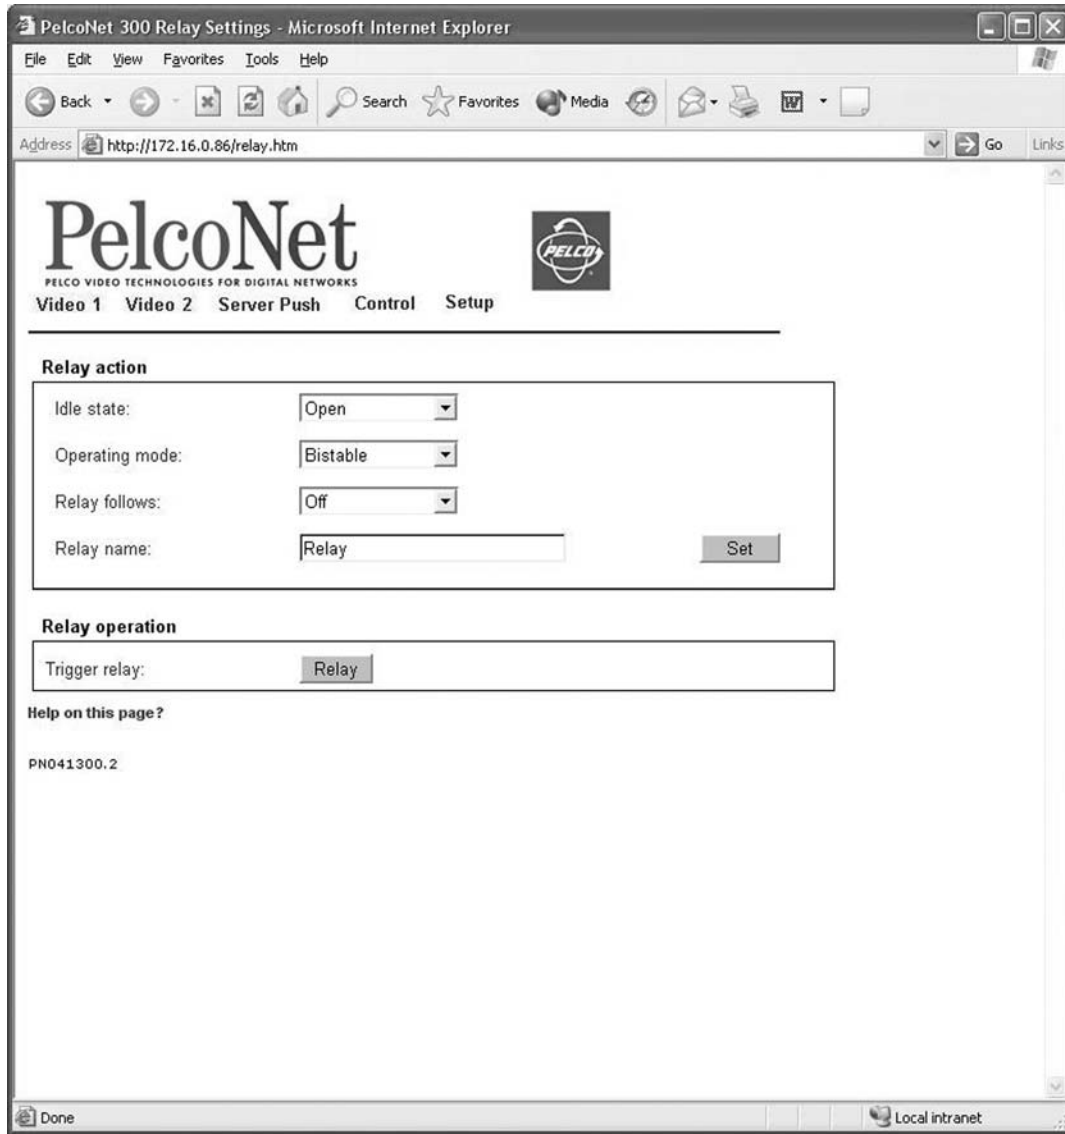 PelcoNet 300 Relay Settings - Microsoft Internet Explorer
File Edit View Favorites Tools Help
Back Search Favorites Media
Address http://172.16.0.86/relay.htm Go Links
PelcoNet
PELCO VIDEO TECHNOLOGIES FOR DIGITAL NETWORKS
PELCO
Video 1 Video 2 Server Push Control Setup
Relay action
Idle state: Open
Operating mode: Bistable
Relay follows: Off
Relay name: Relay Set
Relay operation
Trigger relay: Relay
Help on this page?
PN041300.2
Done Local intranet